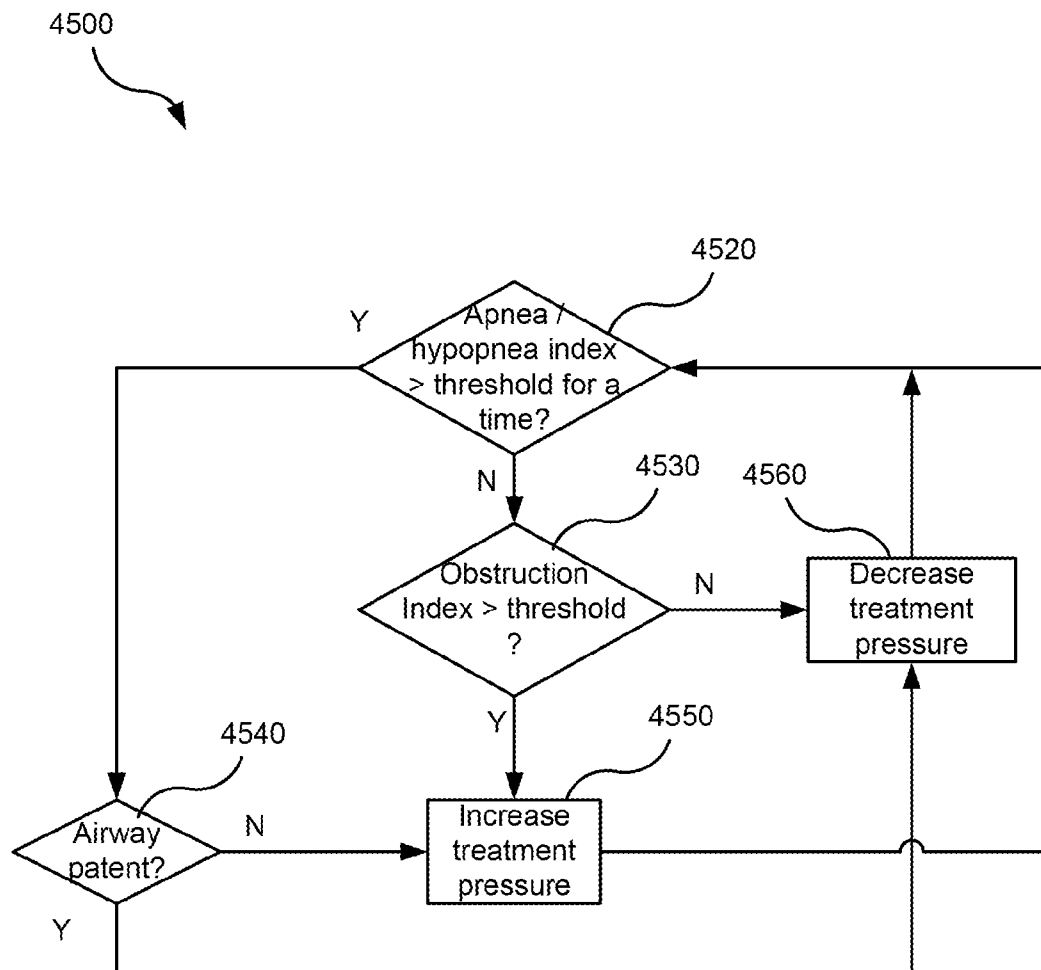 4500
4520
Y
Apnea /
hypopnea index
> threshold for a
time?
N
4530
4560
Obstruction
Index > threshold
?
N
Decrease
treatment
pressure
Y
4550
4540
Airway
patent?
N
Increase
treatment
pressure
Y